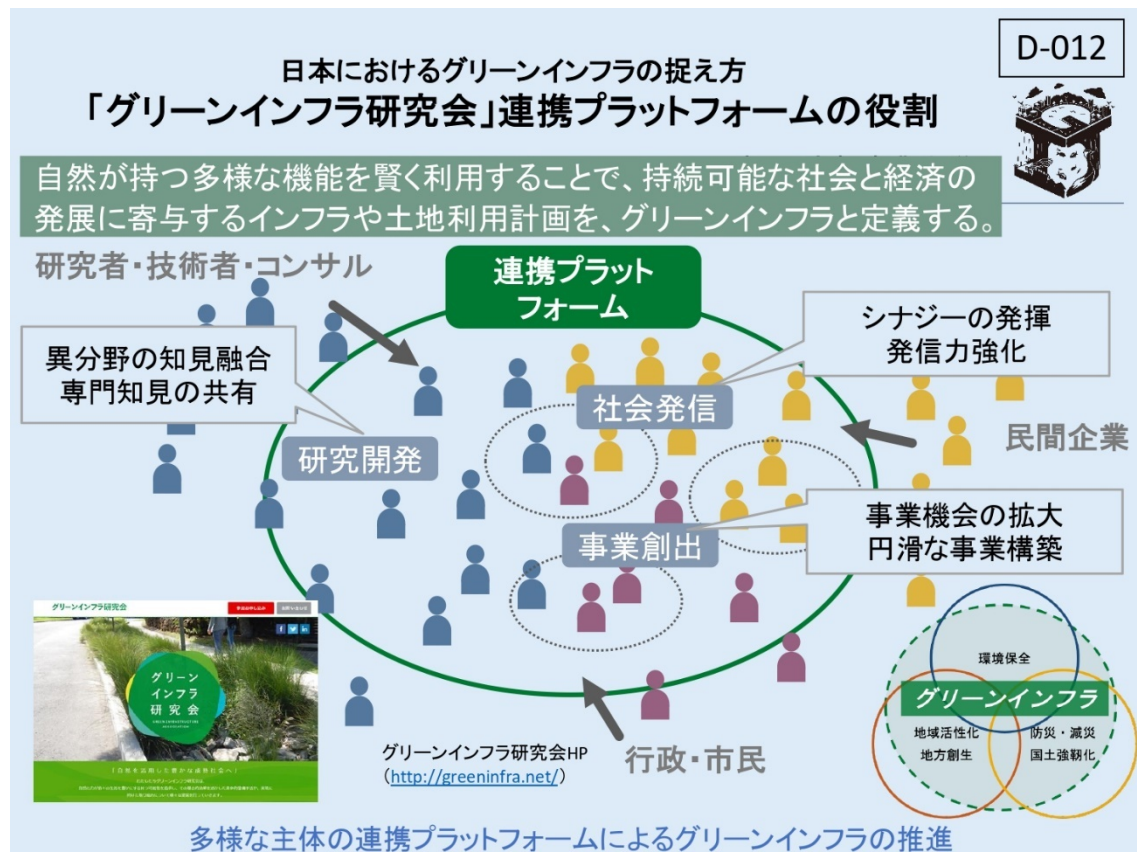 D-012
日本におけるグリーンインフラの捉え方
「グリーンインフラ研究会」連携プラットフォームの役割
自然が持つ多様な機能を賢く利用することで、持続可能な社会と経済の
発展に寄与するインフラや土地利用計画を、グリーンインフラと定義する。
研究者・技術者・コンサル
連携プラット
フォーム
シナジーの発揮
発信力強化
異分野の知見融合
専門知見の共有
社会発信
民間企業
研究開発
事業機会の拡大
円滑な事業構築
事業創出
グリーンインフラ研究会
グリーン
インフラ
研究会
環境保全
グリーンインフラ
地域活性化
地方創生
防災・減災
国土強靭化
グリーンインフラ研究会HP
（http://greeninfra.net/）
行政・市民
多様な主体の連携プラットフォームによるグリーンインフラの推進